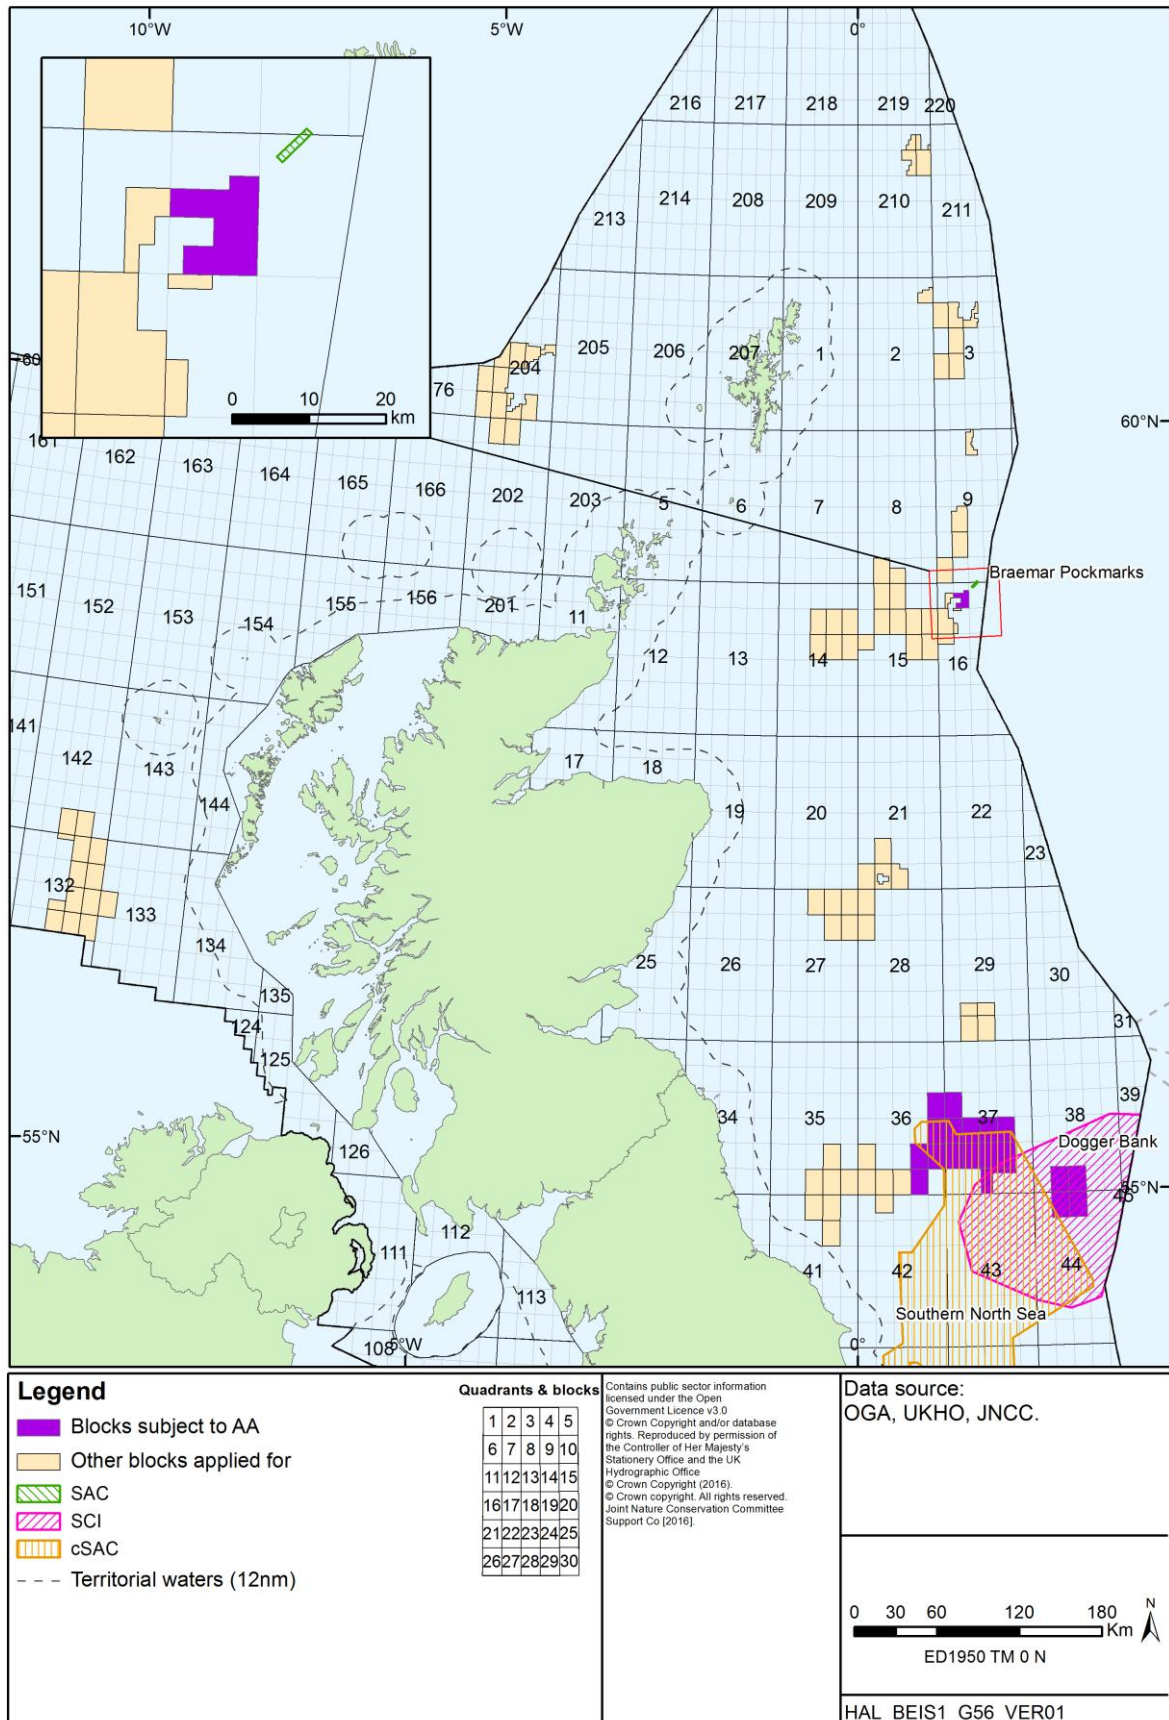 10°W
5°W
0°
216
217
218
219
220
213
214
208
209
210
211
60
0
10
20
km
76
204
205
206
207
1
2
3
60°N
161
162
163
164
165
166
202
203
5
6
7
8
9
Braemar Pockmarks
151
152
153
154
155
156
201
11
12
13
14
15
16
141
142
143
144
17
18
19
20
21
22
23
132
133
134
135
124
125
25
26
27
28
29
30
31
55°N
126
34
35
36
37
38
39
Dogger Bank
55°N
45
111
112
113
41
42
43
44
Southern North Sea
108
5°W
0°
Legend
Blocks subject to AA
Other blocks applied for
SAC
SCI
cSAC
Territorial waters (12nm)
Quadrants & blocks
1 2 3 4 5
6 7 8 9 10
11 12 13 14 15
16 17 18 19 20
21 22 23 24 25
26 27 28 29 30
Contains public sector information
licensed under the Open
Government Licence v3.0
© Crown Copyright and/or database
rights. Reproduced by permission of
the Controller of Her Majesty's
Stationery Office and the UK
Hydrographic Office
© Crown Copyright (2016).
© Crown copyright. All rights reserved.
Joint Nature Conservation Committee
Support Co [2016].
Data source:
OGA, UKHO, JNCC.
0 30 60 120 180
Km
N
ED1950 TM 0 N
HAL_BEIS1_G56_VER01